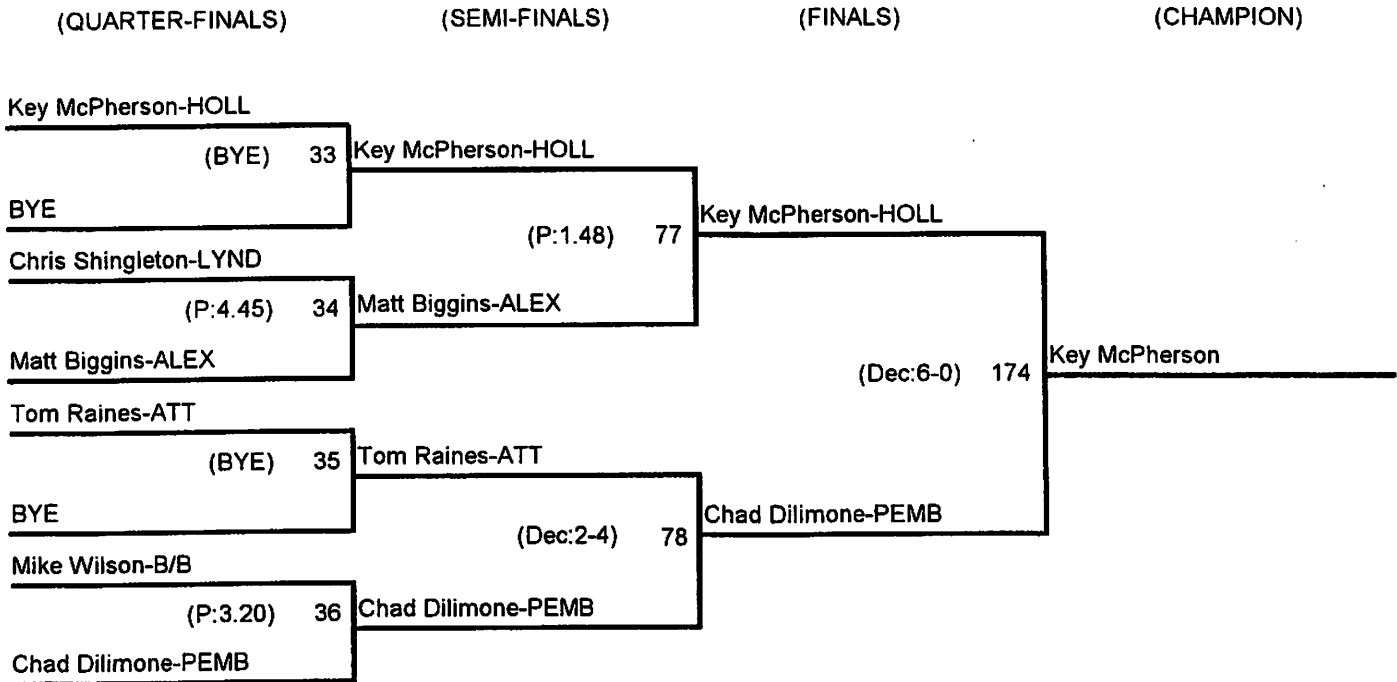 (QUARTER-FINALS) (SEMI-FINALS) (FINALS) (CHAMPION)
Key McPherson-HOLL
(BYE) 33 Key McPherson-HOLL
BYE
(P:1.48) 77 Key McPherson-HOLL
Chris Shingleton-LYND
(P:4.45) 34 Matt Biggins-ALEX
Matt Biggins-ALEX
(Dec:6-0) 174 Key McPherson
Tom Raines-ATT
(BYE) 35 Tom Raines-ATT
BYE
(Dec:2-4) 78 Chad Dilimone-PEMB
Mike Wilson-B/B
(P:3.20) 36 Chad Dilimone-PEMB
Chad Dilimone-PEMB